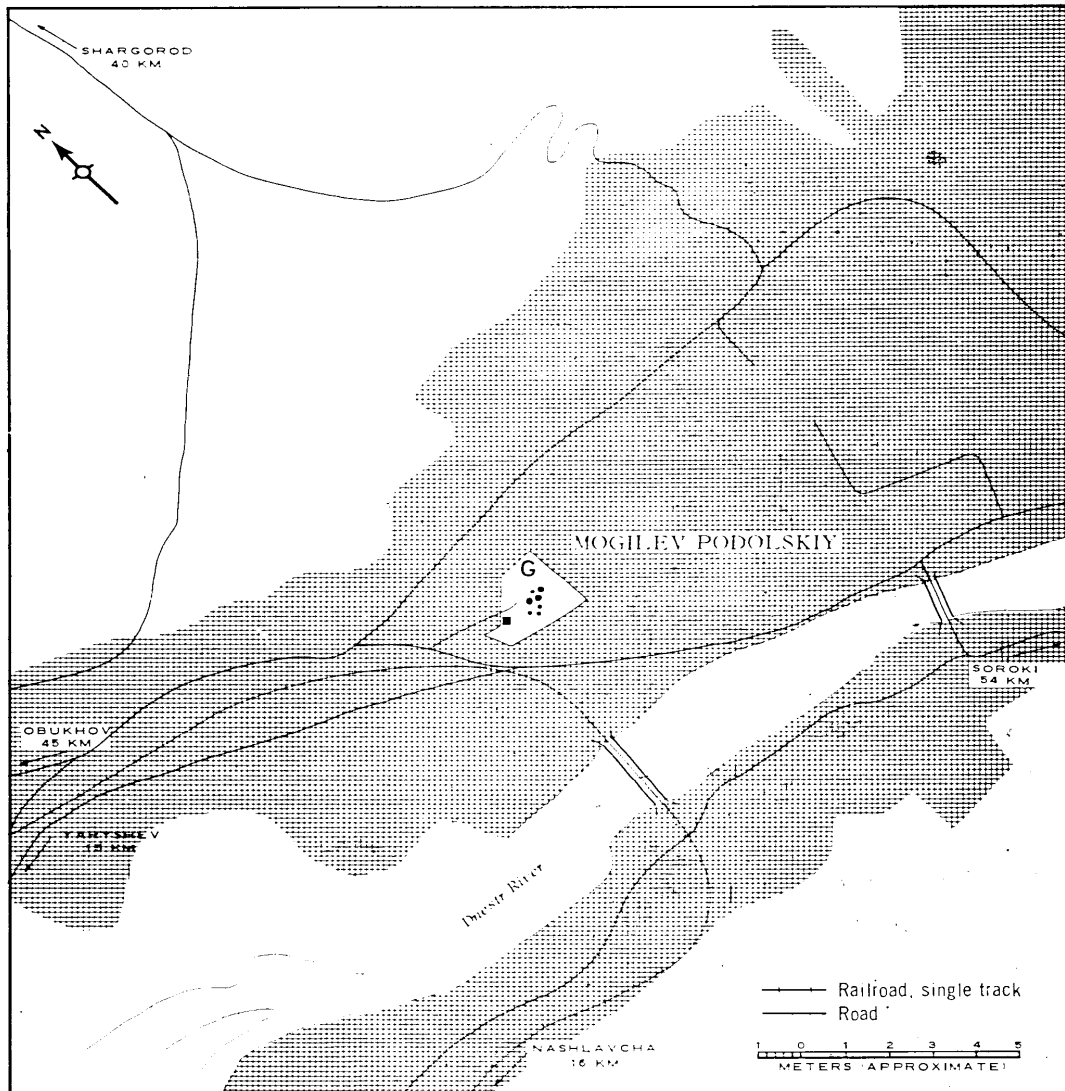 SHARGOROD
40 KM
N
MOGILEV PODOLSKIY
G
SOROKI
54 KM
OBUKHOV
45 KM
YARYSHEV
15 KM
Dnestr River
Railroad, single track
Road
NASHLAVCHA
16 KM
1 0 1 2 3 4 5
METERS (APPROXIMATE)